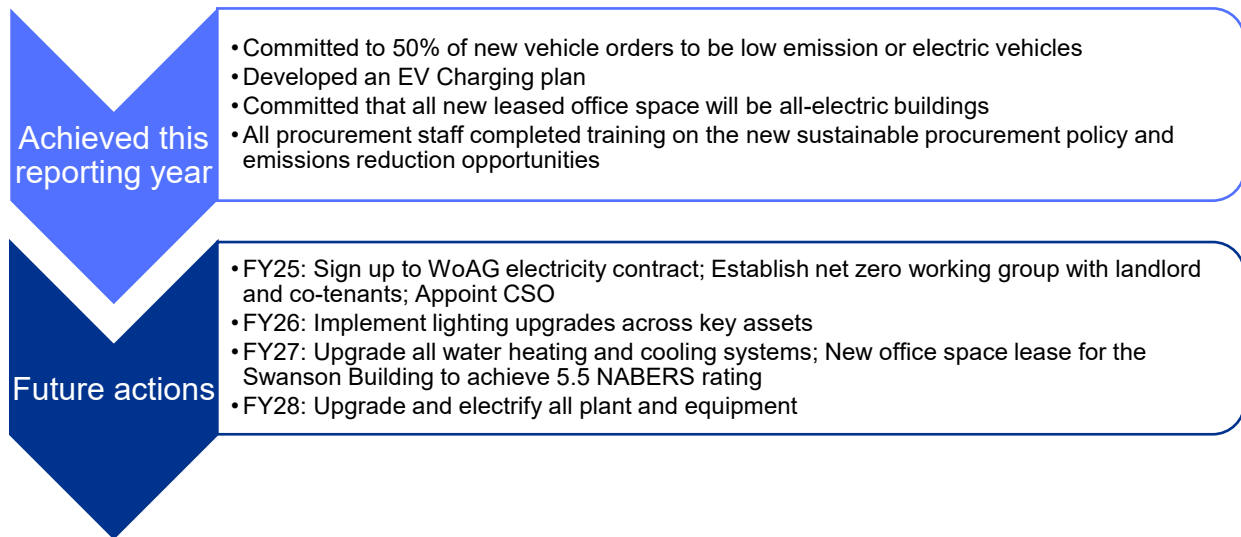 Achieved this
reporting year
•Committed to 50% of new vehicle orders to be low emission or electric vehicles
•Developed an EV Charging plan
•Committed that all new leased office space will be all-electric buildings
•All procurement staff completed training on the new sustainable procurement policy and
emissions reduction opportunities
Future actions
•FY25: Sign up to WoAG electricity contract; Establish net zero working group with landlord
and co-tenants; Appoint CSO
•FY26: Implement lighting upgrades across key assets
•FY27: Upgrade all water heating and cooling systems; New office space lease for the
Swanson Building to achieve 5.5 NABERS rating
•FY28: Upgrade and electrify all plant and equipment